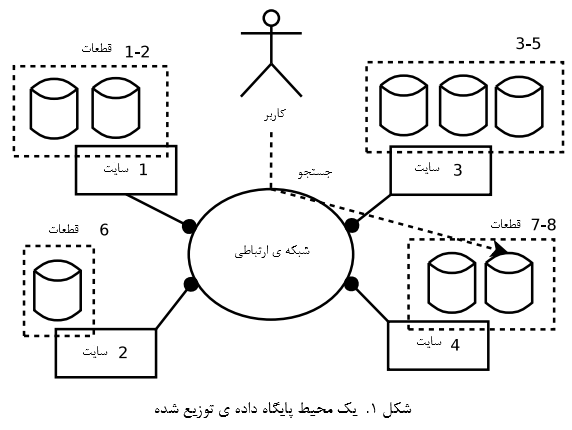 قطعات 1-2
3-5
کاربر
جستجو
سایت 1
سایت 3
قطعات 6
قطعات 7-8
شبکه ی ارتباطی
سایت 2
سایت 4
شکل ۱. یک محیط پایگاه داده ی توزیع شده